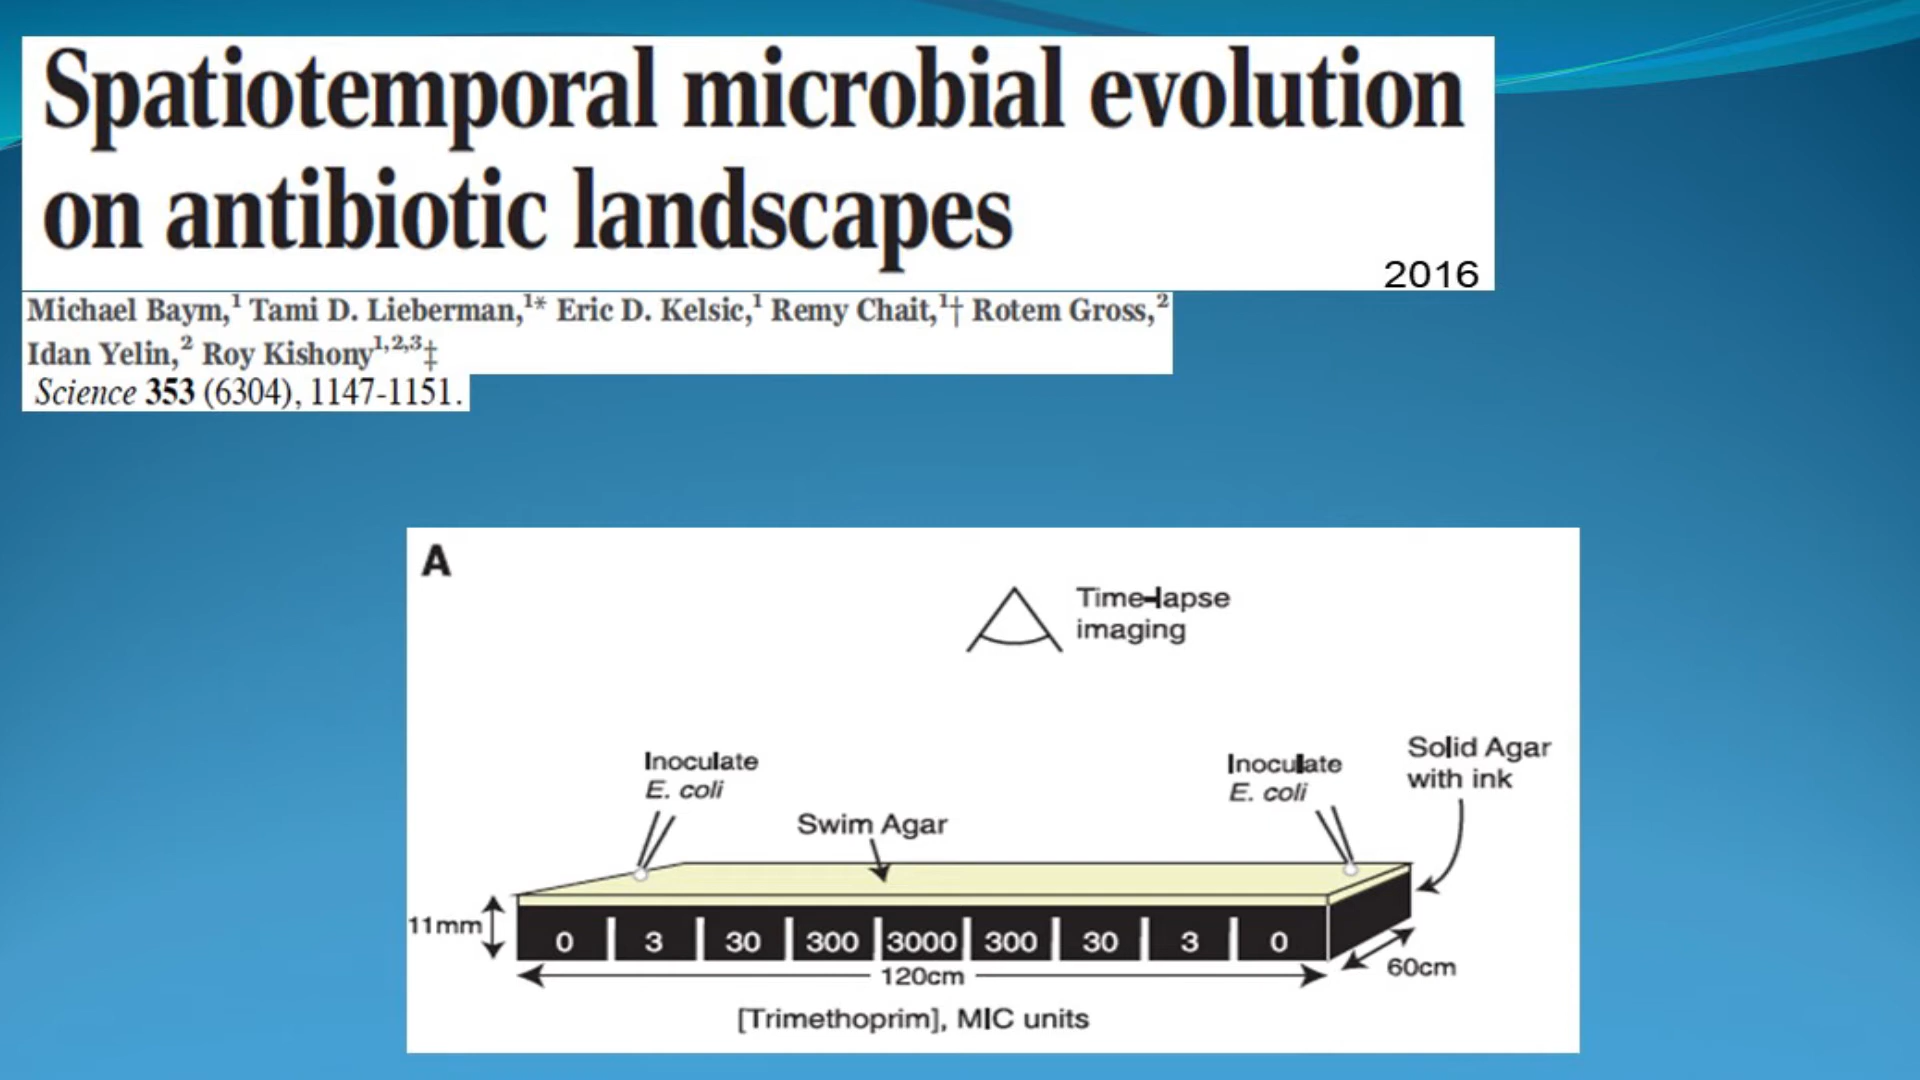 Spatiotemporal microbial evolution
on antibiotic landscapes
2016
Michael Baym,¹ Tami D. Lieberman,¹* Eric D. Kelsic,¹ Remy Chait,¹† Rotem Gross,²
Idan Yelin,² Roy Kishony¹,²,³‡
Science 353 (6304), 1147-1151.
A
Time-lapse
imaging
Inoculate
E. coli
Inoculate
E. coli
Solid Agar
with ink
Swim Agar
11mm
0 3 30 300 3000 300 30 3 0
120cm
60cm
[Trimethoprim], MIC units